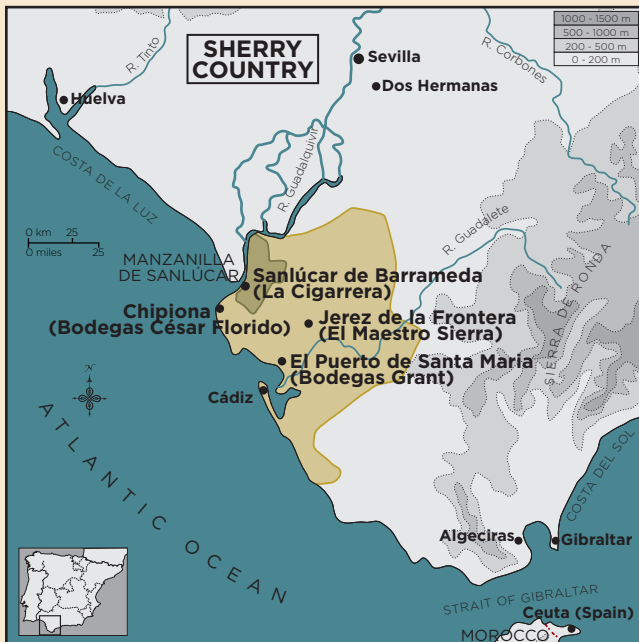 SHERRY
COUNTRY
1000 - 1500 m
500 - 1000 m
200 - 500 m
0 - 200 m
R. Tinto
Sevilla
R. Corbones
Dos Hermanas
Huelva
COSTA DE LA LUZ
R. Guadalquivir
0 km 25
0 miles 25
R. Guadalete
MANZANILLA
DE SANLÚCAR
Sanlúcar de Barrameda
(La Cigarrera)
Chipiona
(Bodegas César Florido)
Jerez de la Frontera
(El Maestro Sierra)
SIERRA DE RONDA
El Puerto de Santa Maria
(Bodegas Grant)
N
Cádiz
ATLANTIC OCEAN
COSTA DEL SOL
Algeciras
Gibraltar
STRAIT OF GIBRALTAR
Ceuta (Spain)
MOROCCO